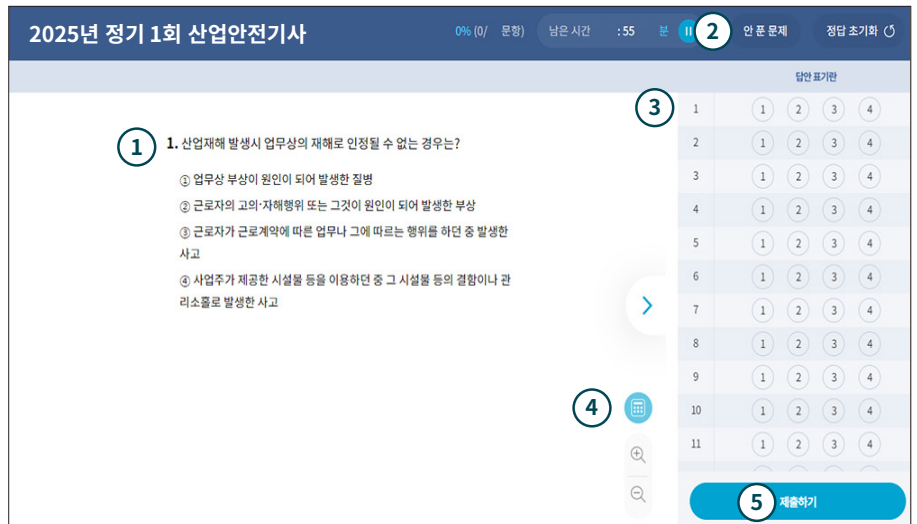 2025년 정기 1회 산업안전기사
0% (0/ 문항) 남은 시간 :55 분 2 안 푼 문제 정답 초기화
답안 표기란
1 1. 산업재해 발생시 업무상의 재해로 인정될 수 없는 경우는?
① 업무상 부상이 원인이 되어 발생한 질병
② 근로자의 고의·자해행위 또는 그것이 원인이 되어 발생한 부상
③ 근로자가 근로계약에 따른 업무나 그에 따르는 행위를 하던 중 발생한
사고
④ 사업주가 제공한 시설물 등을 이용하던 중 그 시설물 등의 결함이나 관
리소홀로 발생한 사고
3
1 1 2 3 4
2 1 2 3 4
3 1 2 3 4
4 1 2 3 4
5 1 2 3 4
6 1 2 3 4
7 1 2 3 4
8 1 2 3 4
9 1 2 3 4
10 1 2 3 4
11 1 2 3 4
4
5 제출하기